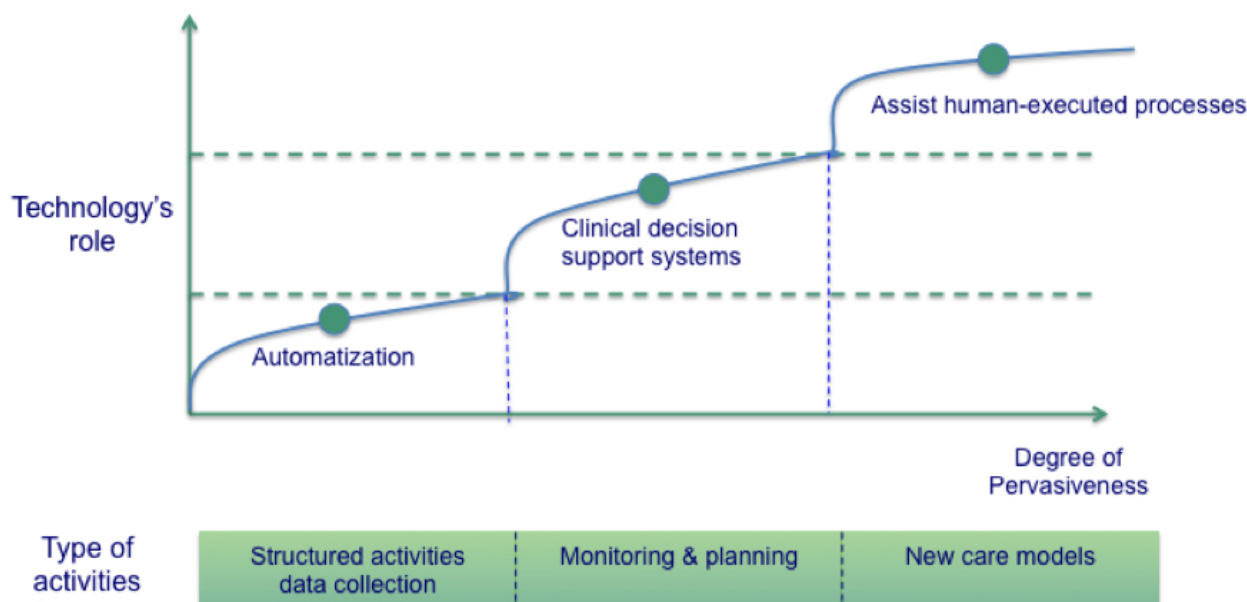 Assist human-executed processes
Technology's
role
Clinical decision
support systems
Automatization
Degree of
Pervasiveness
Type of
activities
Structured activities
data collection
Monitoring & planning
New care models